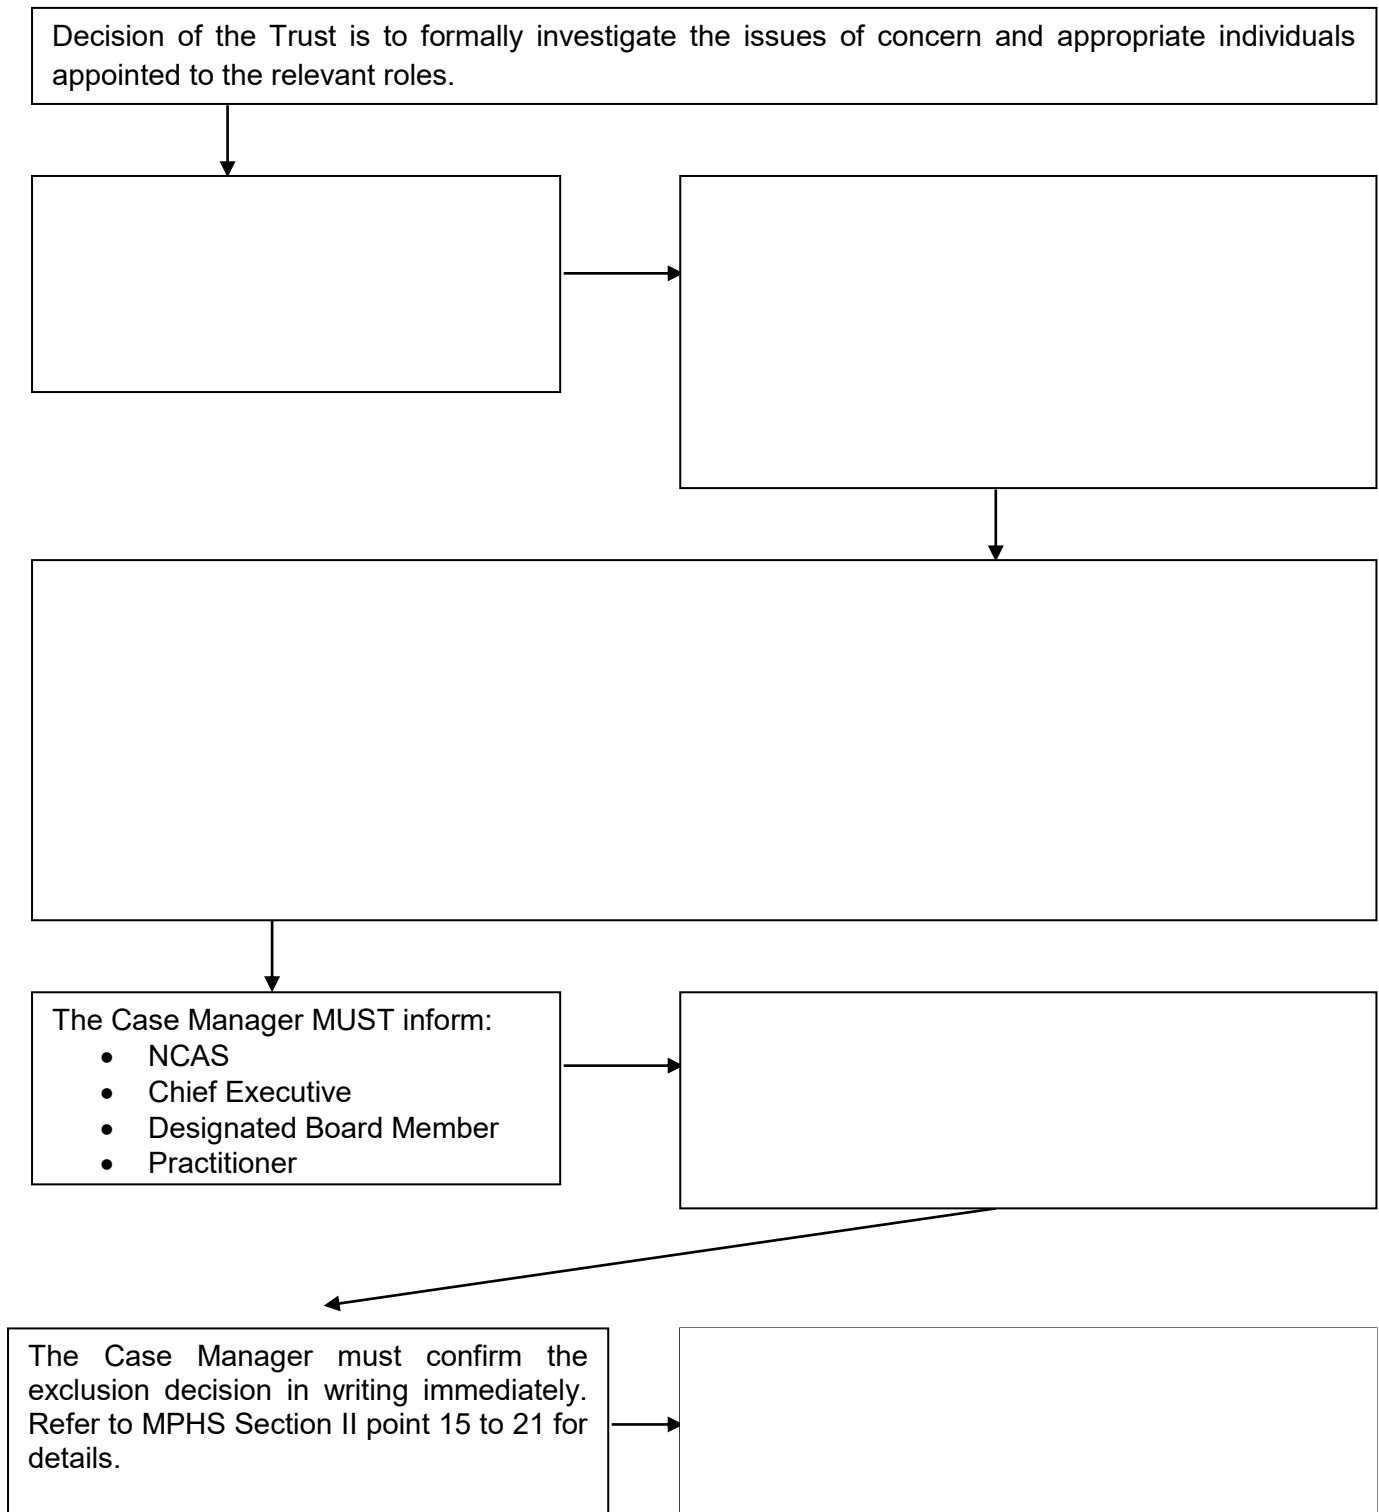 Decision of the Trust is to formally investigate the issues of concern and appropriate individuals
appointed to the relevant roles.
The Case Manager MUST inform:
• NCAS
• Chief Executive
• Designated Board Member
• Practitioner
The Case Manager must confirm the
exclusion decision in writing immediately.
Refer to MPHS Section II point 15 to 21 for
details.